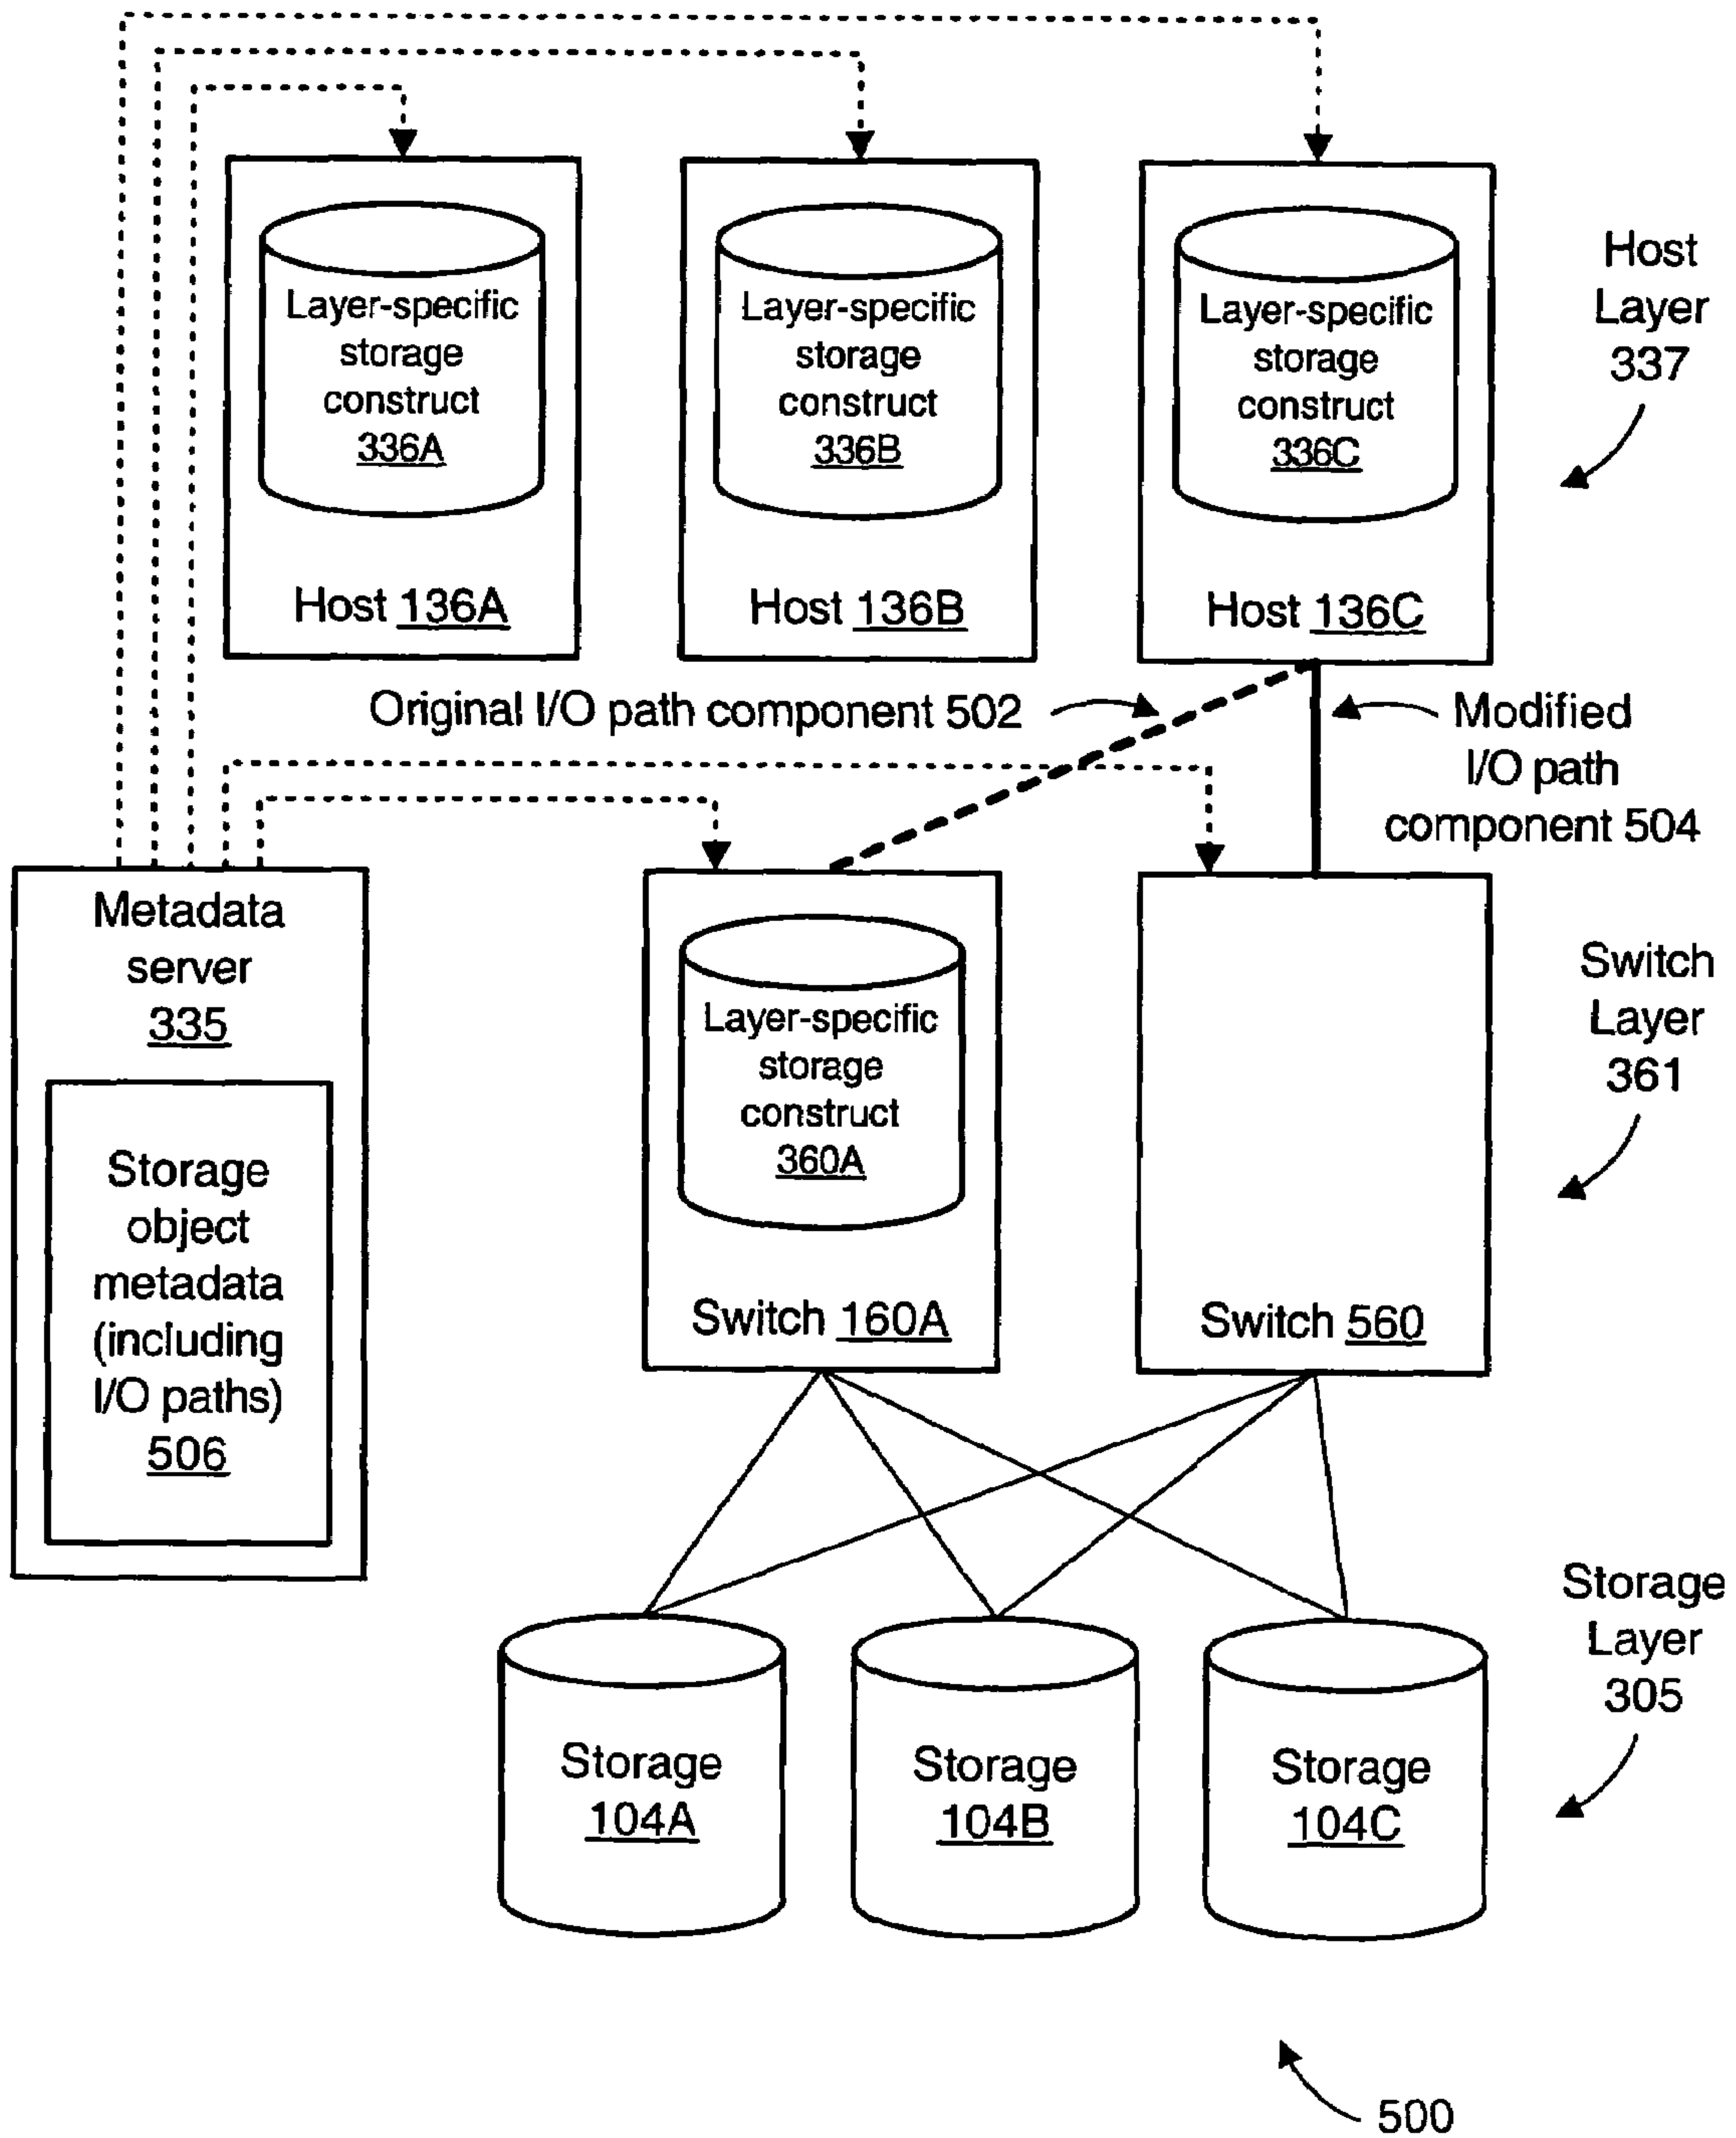 Layer-specific
storage
construct
336A
Host 136A
Layer-specific
storage
construct
336B
Host 136B
Layer-specific
storage
construct
336C
Host 136C
Host
Layer
337
Original I/O path component 502
Modified
I/O path
component 504
Metadata
server
335
Storage
object
metadata
(including
I/O paths)
506
Layer-specific
storage
construct
360A
Switch 160A
Switch 560
Switch
Layer
361
Storage
104A
Storage
104B
Storage
104C
Storage
Layer
305
500